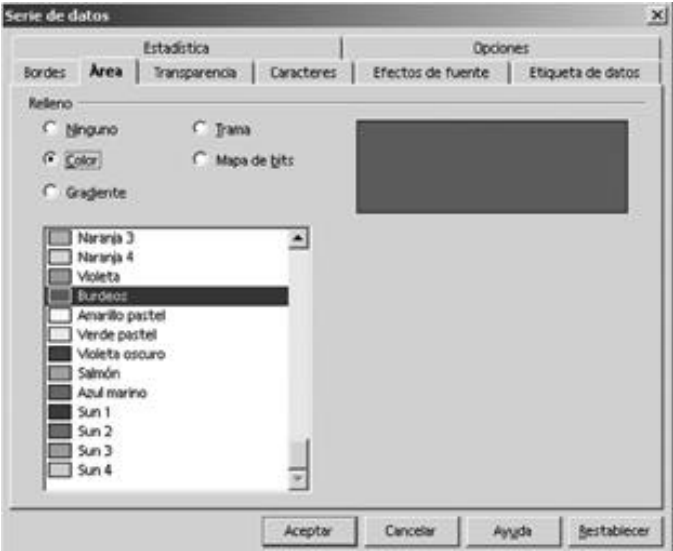 Serie de datos
Estadística Opciones
Bordes Área Transparencia Caracteres Efectos de fuente Etiqueta de datos
Relleno
Ninguno Trama
Color Mapa de bits
Gradiente
Naranja 3
Naranja 4
Violeta
Burdeos
Amarillo pastel
Verde pastel
Violeta oscuro
Salmón
Azul marino
Sun 1
Sun 2
Sun 3
Sun 4
Aceptar Cancelar Ayuda Restablecer